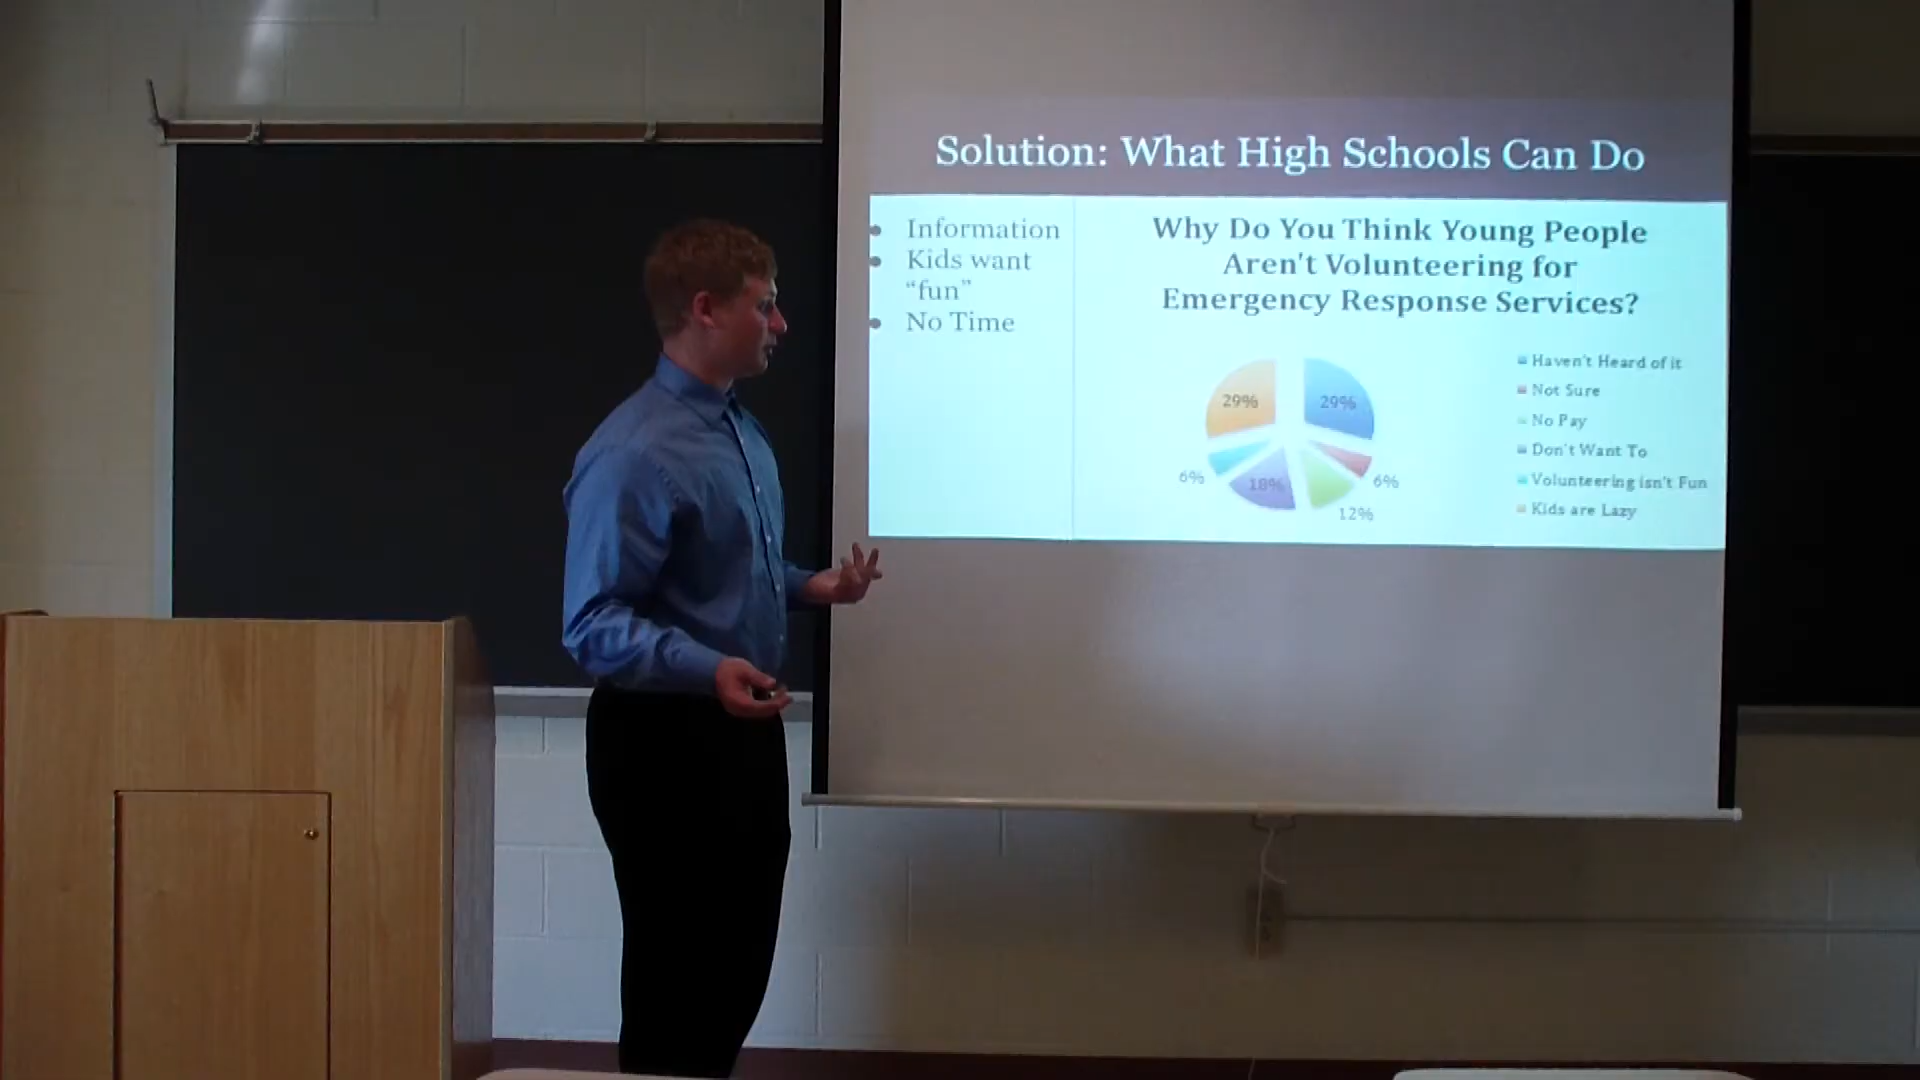 Solution: What High Schools Can Do
Information
Kids want
“fun”
No Time
Why Do You Think Young People
Aren't Volunteering for
Emergency Response Services?
29%
29%
6%
18%
12%
6%
Haven't Heard of it
Not Sure
No Pay
Don't Want To
Volunteering isn't Fun
Kids are Lazy